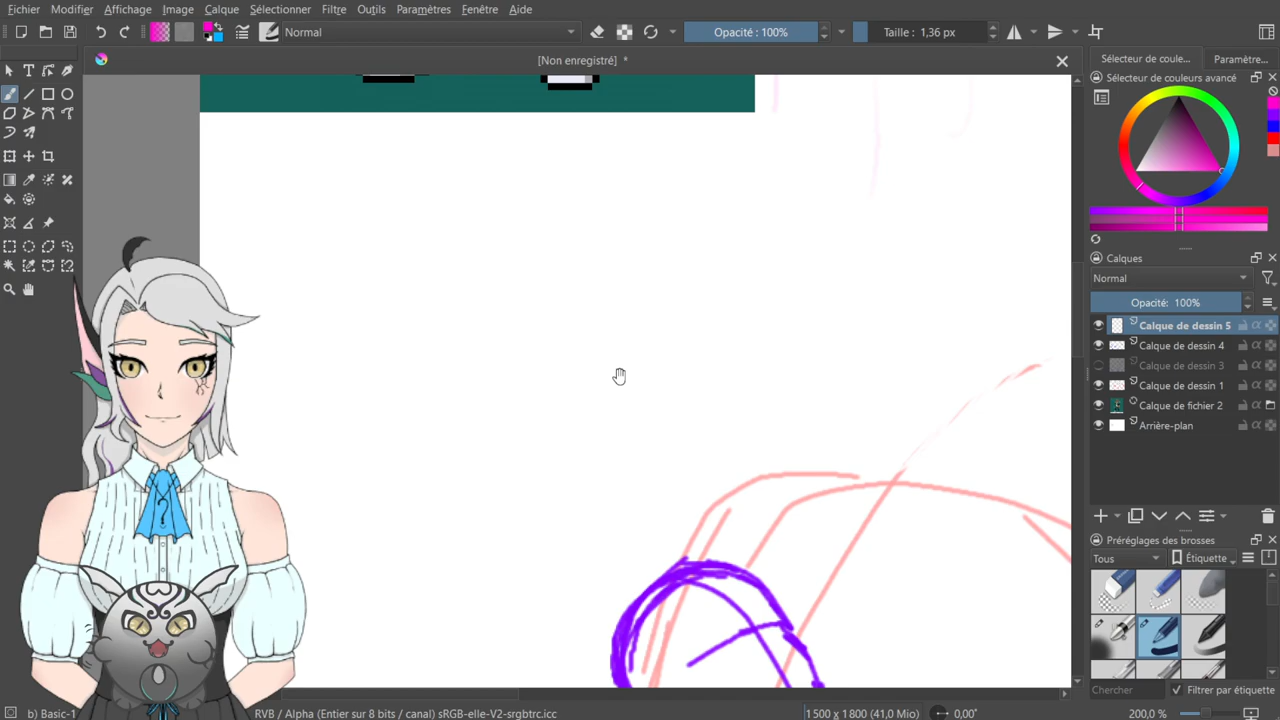 Fichier Modifier Affichage Image Calque Sélectionner Filtre Outils Paramètres Fenêtre Aide
Normal
Opacité : 100%
Taille : 1,36 px
[Non enregistré] *
Sélecteur de coule...
Paramètre...
Sélecteur de couleurs avancé
Calques
Normal
Opacité: 100%
Calque de dessin 5
Calque de dessin 4
Calque de dessin 3
Calque de dessin 1
Calque de fichier 2
Arrière-plan
Préréglages des brosses
Tous
Étiquette
Chercher
Filtrer par étiquette
b) Basic-1
RVB / Alpha (Entier sur 8 bits / canal) sRGB-elle-V2-srgbtrc.icc
1 500 x 1 800 (41,0 Mio)
0,00°
200,0 %